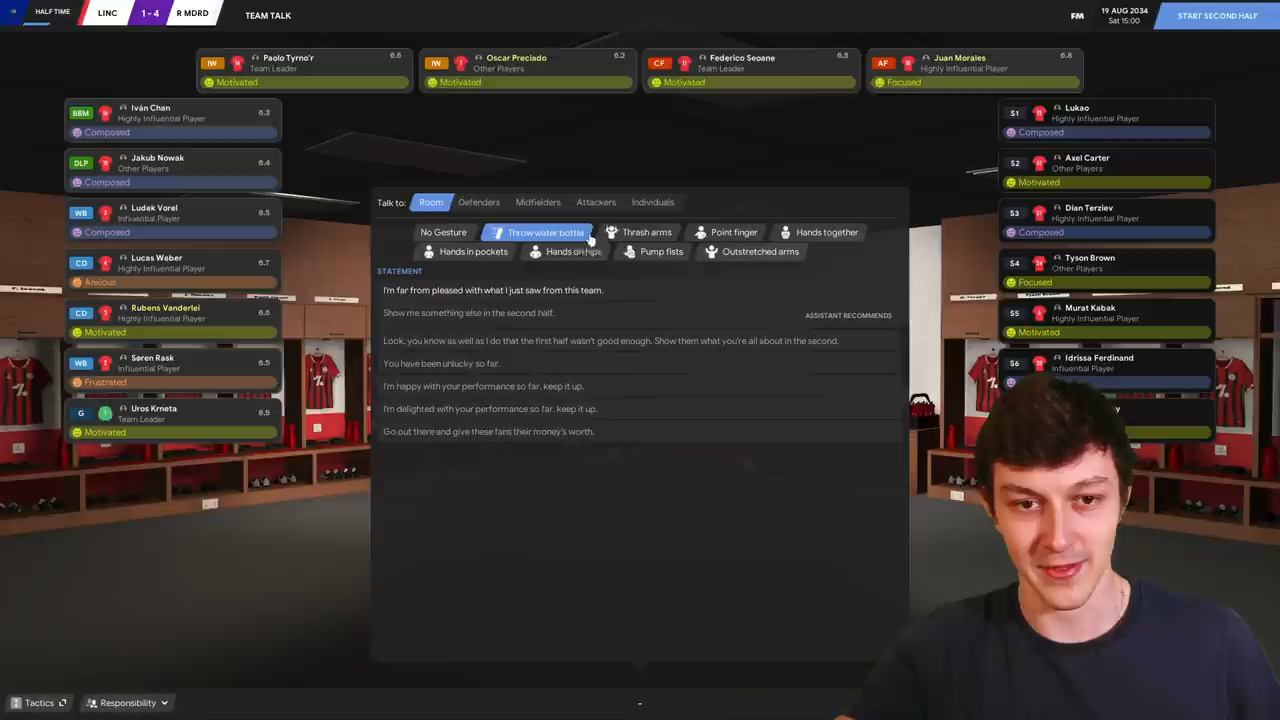 HALF TIME
LINC
1 - 4
R MDRD
TEAM TALK
FM
19 AUG 2034
Sat 15:00
START SECOND HALF
IW
Paolo Tyrno'r
6.6
Team Leader
Motivated
IW
Oscar Preciado
6.2
Other Players
Motivated
CF
Federico Seoane
6.5
Team Leader
Motivated
AF
Juan Morales
6.8
Highly Influential Player
Focused
BBM
Iván Chan
6.3
Highly Influential Player
Composed
DLP
Jakub Nowak
6.4
Other Players
Composed
WB
Ludek Vorel
6.5
Influential Player
Composed
CD
Lucas Weber
6.7
Highly Influential Player
Anxious
CD
Rubens Vanderlei
6.6
Highly Influential Player
Motivated
WB
Søren Rask
6.5
Influential Player
Frustrated
G
Uros Krneta
6.5
Team Leader
Motivated
Talk to:
Room
Defenders
Midfielders
Attackers
Individuals
No Gesture
Throw water bottle
Thrash arms
Point finger
Hands together
Hands in pockets
Hands on hips
Pump fists
Outstretched arms
STATEMENT
I'm far from pleased with what I just saw from this team.
Show me something else in the second half.
ASSISTANT RECOMMENDS
Look, you know as well as I do that the first half wasn't good enough. Show them what you're all about in the second.
You have been unlucky so far.
I'm happy with your performance so far, keep it up.
I'm delighted with your performance so far, keep it up.
Go out there and give these fans their money's worth.
S1
Lukao
Highly Influential Player
Composed
S2
Axel Carter
Other Players
Motivated
S3
Dian Terziev
Highly Influential Player
Composed
S4
Tyson Brown
Other Players
Focused
S5
Murat Kabak
Highly Influential Player
Motivated
S6
Idrissa Ferdinand
Influential Player
Tactics
Responsibility
-